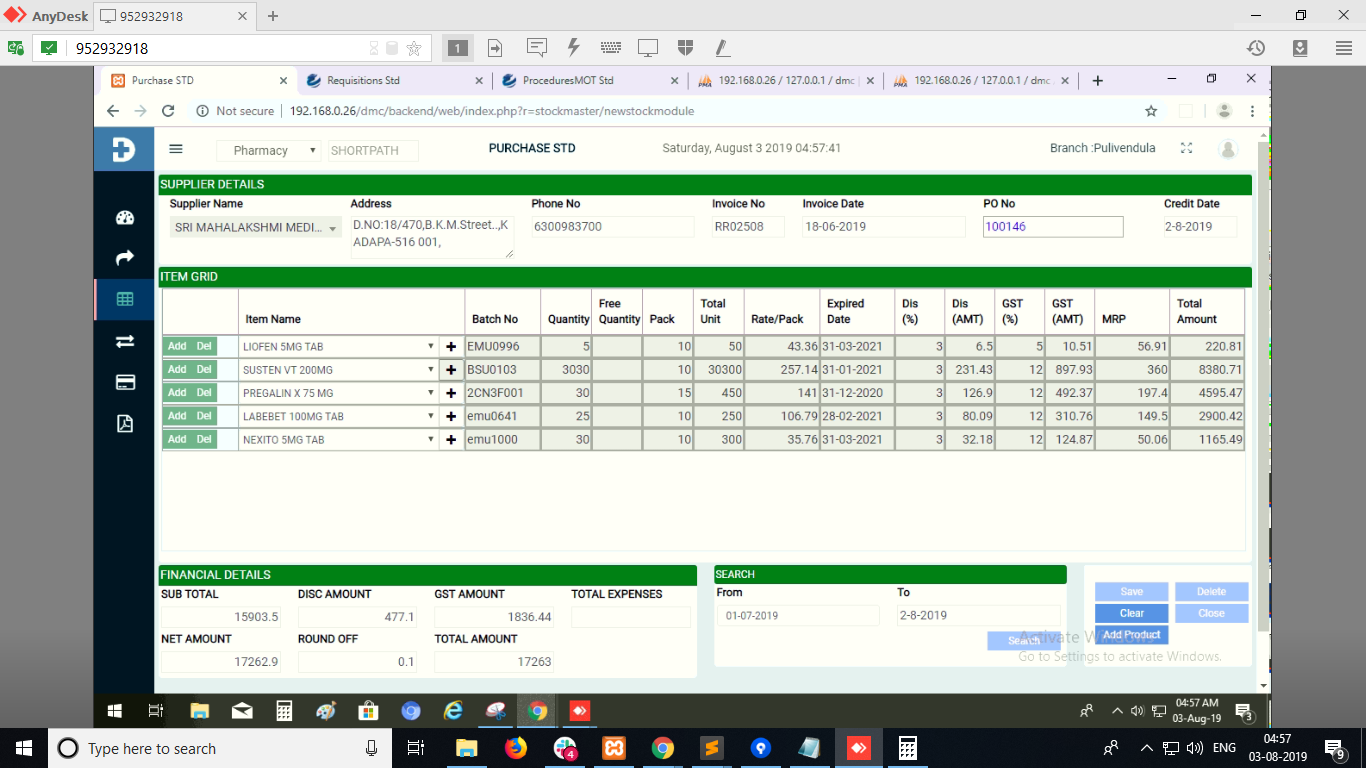 AnyDesk 952932918
952932918 1
Purchase STD Requisitions Std ProceduresMOT Std 192.168.0.26 / 127.0.0.1 / dmc 192.168.0.26 / 127.0.0.1 / dmc
Not secure 192.168.0.26/dmc/backend/web/index.php?r=stockmaster/newstockmodule
Pharmacy SHORTPATH PURCHASE STD Saturday, August 3 2019 04:57:41 Branch :Pulivendula
SUPPLIER DETAILS
Supplier Name Address Phone No Invoice No Invoice Date PO No Credit Date
SRI MAHALAKSHMI MEDI... D.NO:18/470,B.K.M.Street..,K 6300983700 RR02508 18-06-2019 100146 2-8-2019
ADAPA-516 001,
ITEM GRID
Item Name Batch No Quantity Free Quantity Pack Total Unit Rate/Pack Expired Date Dis (%) Dis (AMT) GST (%) GST (AMT) MRP Total Amount
Add Del LIOFEN 5MG TAB EMU0996 5 10 50 43.36 31-03-2021 3 6.5 5 10.51 56.91 220.81
Add Del SUSTEN VT 200MG BSU0103 3030 10 30300 257.14 31-01-2021 3 231.43 12 897.93 360 8380.71
Add Del PREGALIN X 75 MG 2CN3F001 30 15 450 141 31-12-2020 3 126.9 12 492.37 197.4 4595.47
Add Del LABEBET 100MG TAB emu0641 25 10 250 106.79 28-02-2021 3 80.09 12 310.76 149.5 2900.42
Add Del NEXITO 5MG TAB emu1000 30 10 300 35.76 31-03-2021 3 32.18 12 124.87 50.06 1165.49
FINANCIAL DETAILS
SUB TOTAL DISC AMOUNT GST AMOUNT TOTAL EXPENSES
15903.5 477.1 1836.44
NET AMOUNT ROUND OFF TOTAL AMOUNT
17262.9 0.1 17263
SEARCH
From To
01-07-2019 2-8-2019
Search
Save Delete
Clear Close
Add Product
Activate Windows
Go to Settings to activate Windows.
04:57 AM
03-Aug-19 3
Type here to search 4 ENG 04:57
03-08-2019 9